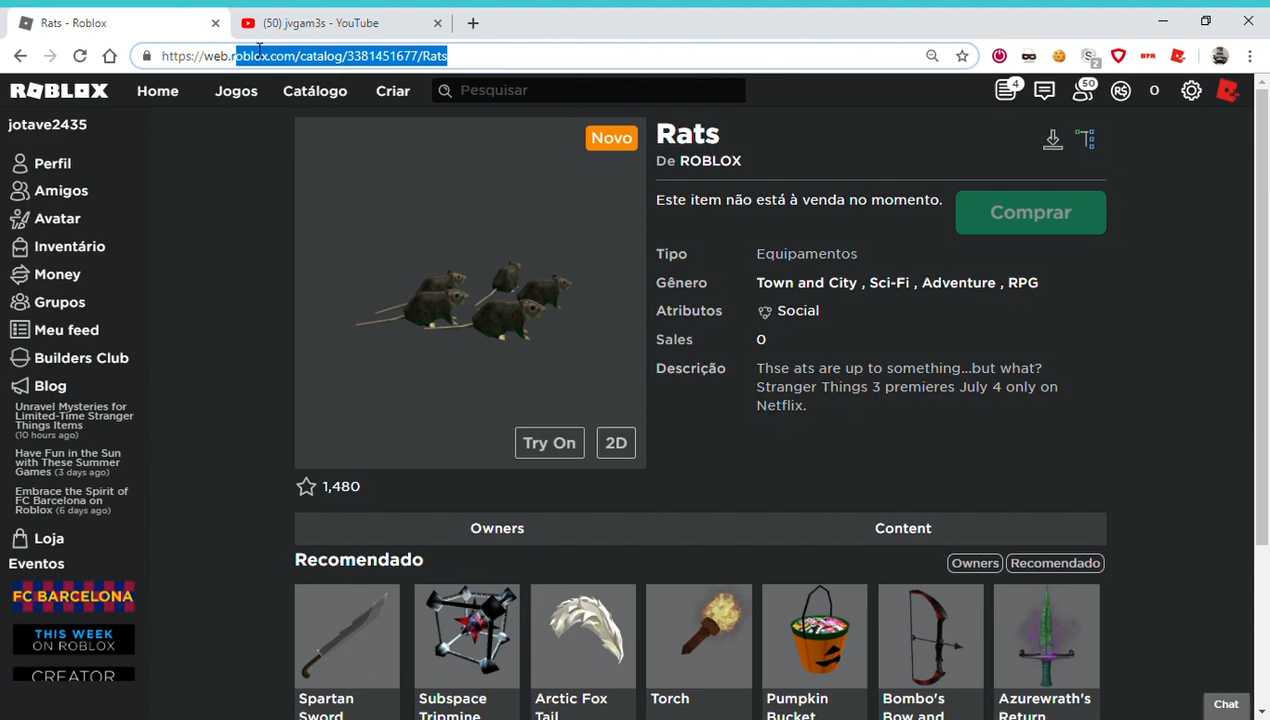 Rats - Roblox
(50) jvgam3s - YouTube
https://web.roblox.com/catalog/3381451677/Rats
2
ROBLOX
Home
Jogos
Catálogo
Criar
Pesquisar
4
50
R$
0
jotave2435
Perfil
Amigos
Avatar
Inventário
Money
Grupos
Meu feed
Builders Club
Blog
Unravel Mysteries for
Limited-Time Stranger
Things Items
(10 hours ago)
Have Fun in the Sun
with These Summer
Games (3 days ago)
Embrace the Spirit of
FC Barcelona on
Roblox (6 days ago)
Loja
Eventos
FC BARCELONA
THIS WEEK
ON ROBLOX
CREATOR
Novo
Try On
2D
1,480
Rats
De ROBLOX
Este item não está à venda no momento.
Comprar
Tipo Equipamentos
Gênero Town and City , Sci-Fi , Adventure , RPG
Atributos Social
Sales 0
Descrição Thse ats are up to something...but what?
Stranger Things 3 premieres July 4 only on
Netflix.
Owners
Content
Recomendado
Owners
Recomendado
Spartan
Sword
Subspace
Tripmine
Arctic Fox
Tail
Torch
Pumpkin
Bucket
Bombo's
Bow and
Azurewrath's
Return
Chat